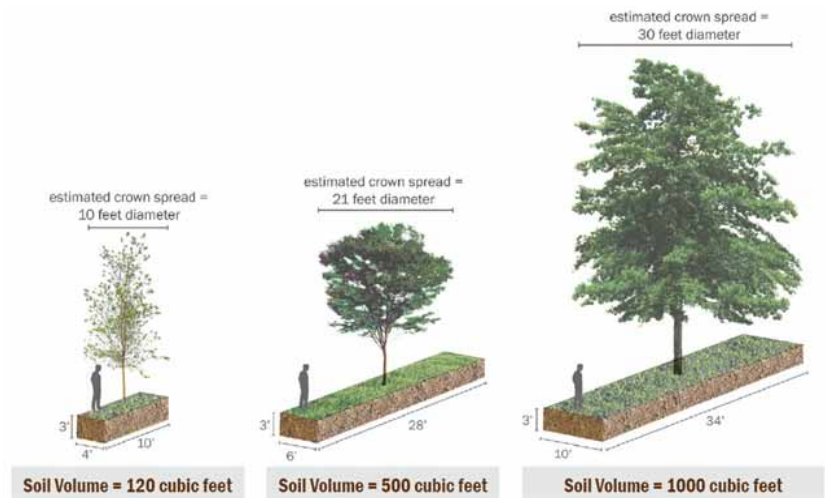 estimated crown spread =
10 feet diameter
3'
4'
10'
Soil Volume = 120 cubic feet
estimated crown spread =
21 feet diameter
3'
6'
28'
Soil Volume = 500 cubic feet
estimated crown spread =
30 feet diameter
3'
10'
34'
Soil Volume = 1000 cubic feet